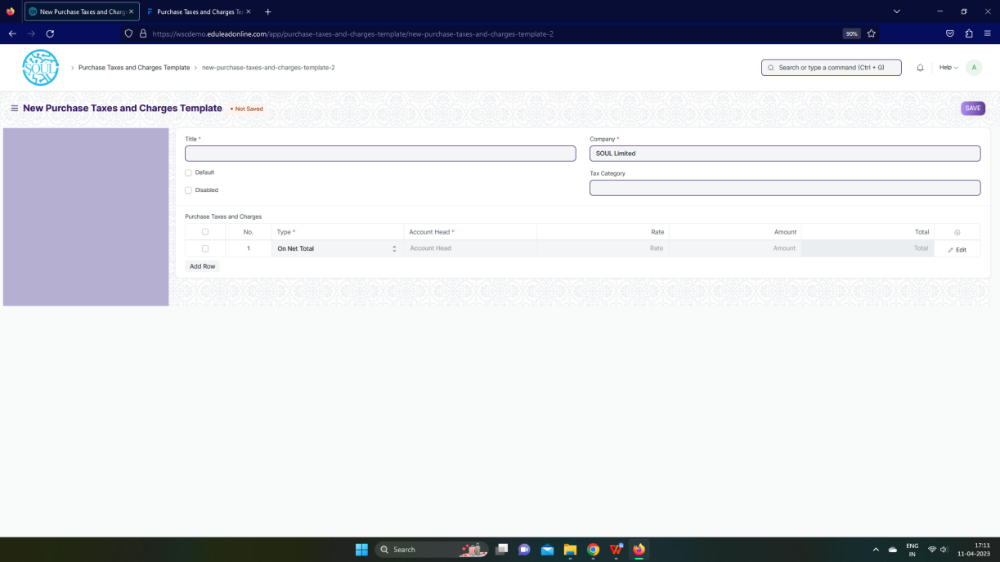 New Purchase Taxes and Charg
Purchase Taxes and Charges Te
https://wscdemo.eduleadonline.com/app/purchase-taxes-and-charges-template/new-purchase-taxes-and-charges-template-2
90%
SOUL
Purchase Taxes and Charges Template
new-purchase-taxes-and-charges-template-2
Search or type a command (Ctrl + G)
Help
A
New Purchase Taxes and Charges Template
• Not Saved
SAVE
Title *
Company *
SOUL Limited
Default
Tax Category
Disabled
Purchase Taxes and Charges
No. Type * Account Head * Rate Amount Total
1 On Net Total Account Head Rate Amount Total Edit
Add Row
Search
ENG
IN
17:11
11-04-2023